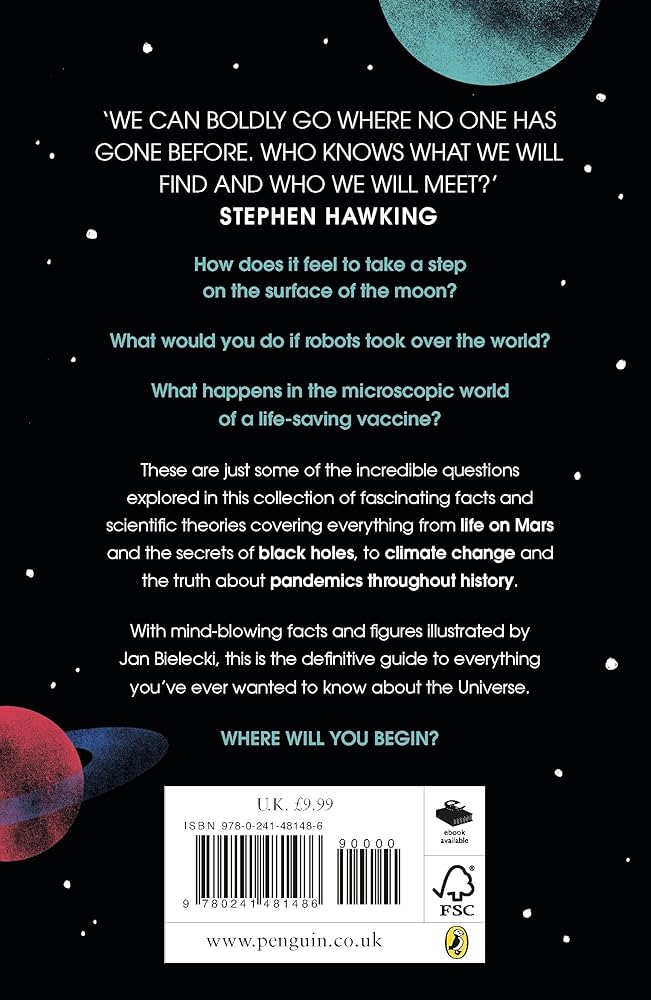 ‘WE CAN BOLDLY GO WHERE NO ONE HAS
GONE BEFORE. WHO KNOWS WHAT WE WILL
FIND AND WHO WE WILL MEET?’
STEPHEN HAWKING
How does it feel to take a step
on the surface of the moon?
What would you do if robots took over the world?
What happens in the microscopic world
of a life-saving vaccine?
These are just some of the incredible questions
explored in this collection of fascinating facts and
scientific theories covering everything from life on Mars
and the secrets of black holes, to climate change and
the truth about pandemics throughout history.
With mind-blowing facts and figures illustrated by
Jan Bielecki, this is the definitive guide to everything
you’ve ever wanted to know about the Universe.
WHERE WILL YOU BEGIN?
U.K. £9.99
ISBN 978-0-241-48148-6
90000
9 780241 481486
ebook
available
FSC
®
www.penguin.co.uk